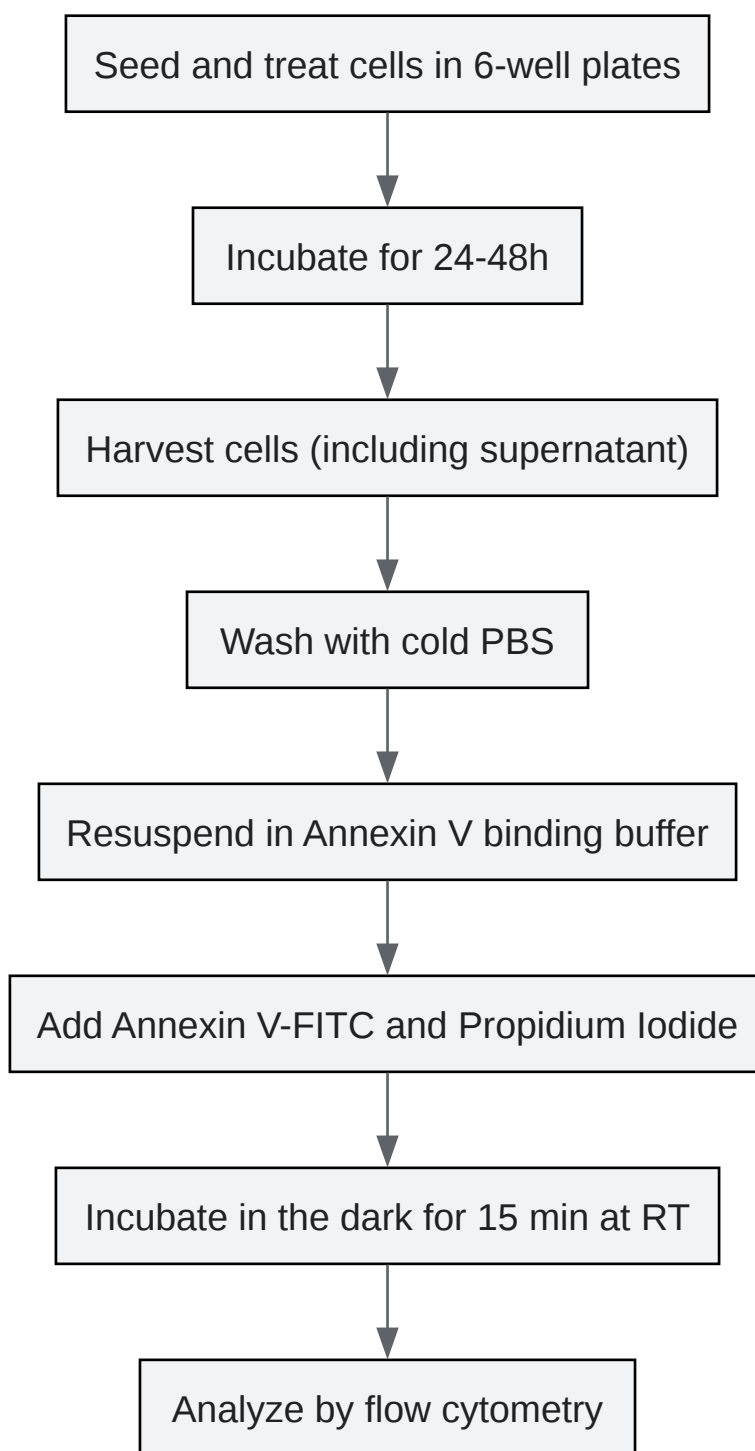 Seed and treat cells in 6-well plates
Incubate for 24-48h
Harvest cells (including supernatant)
Wash with cold PBS
Resuspend in Annexin V binding buffer
Add Annexin V-FITC and Propidium Iodide
Incubate in the dark for 15 min at RT
Analyze by flow cytometry